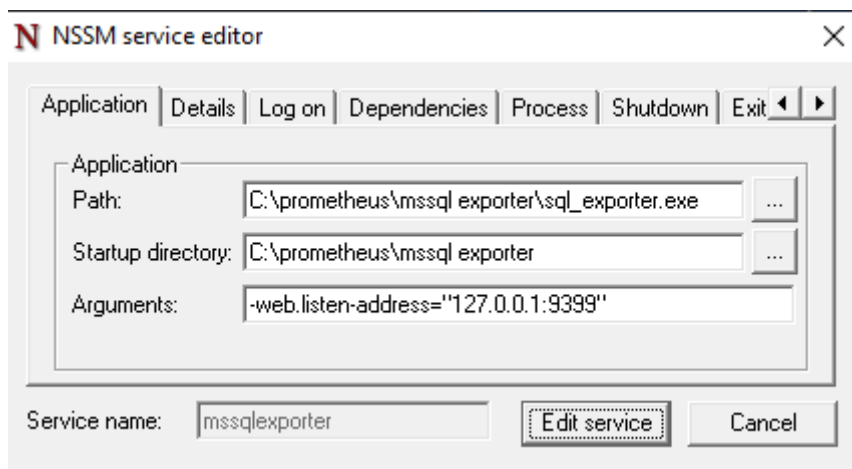 N NSSM service editor
Application Details Log on Dependencies Process Shutdown Exit
Application
Path: C:\prometheus\mssql exporter\sql_exporter.exe ...
Startup directory: C:\prometheus\mssql exporter ...
Arguments: -web.listen-address="127.0.0.1:9399"
Service name: mssqlexporter Edit service Cancel